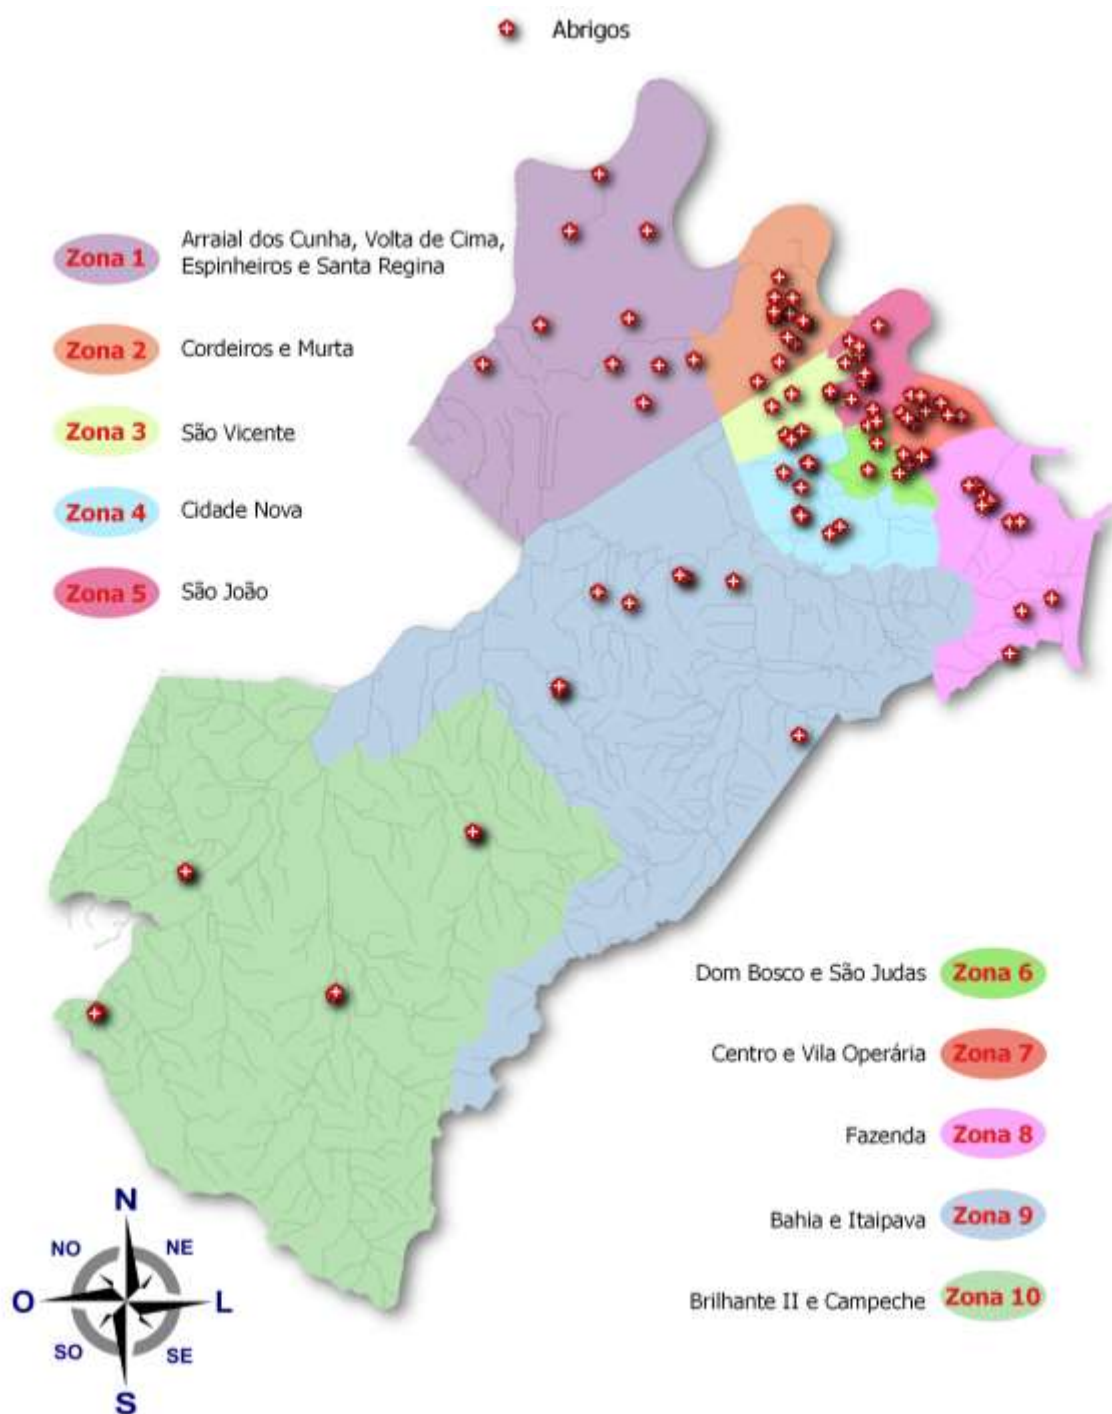 Abrigos
Zona 1
Arraial dos Cunha, Volta de Cima,
Espinheiros e Santa Regina
Zona 2
Cordeiros e Murta
Zona 3
São Vicente
Zona 4
Cidade Nova
Zona 5
São João
Dom Bosco e São Judas
Zona 6
Centro e Vila Operária
Zona 7
Fazenda
Zona 8
Bahia e Itaipava
Zona 9
Brilhante II e Campeche
Zona 10
N
NO
NE
O
L
SO
SE
S